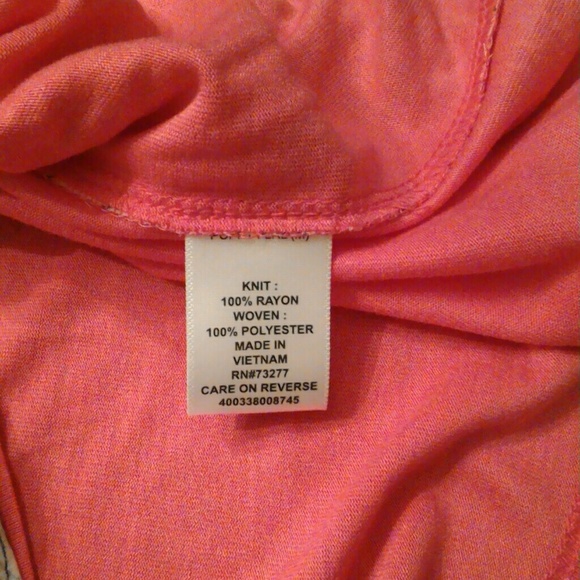 KNIT :
100% RAYON
WOVEN :
100% POLYESTER
MADE IN
VIETNAM
RN#73277
CARE ON REVERSE
400338008745